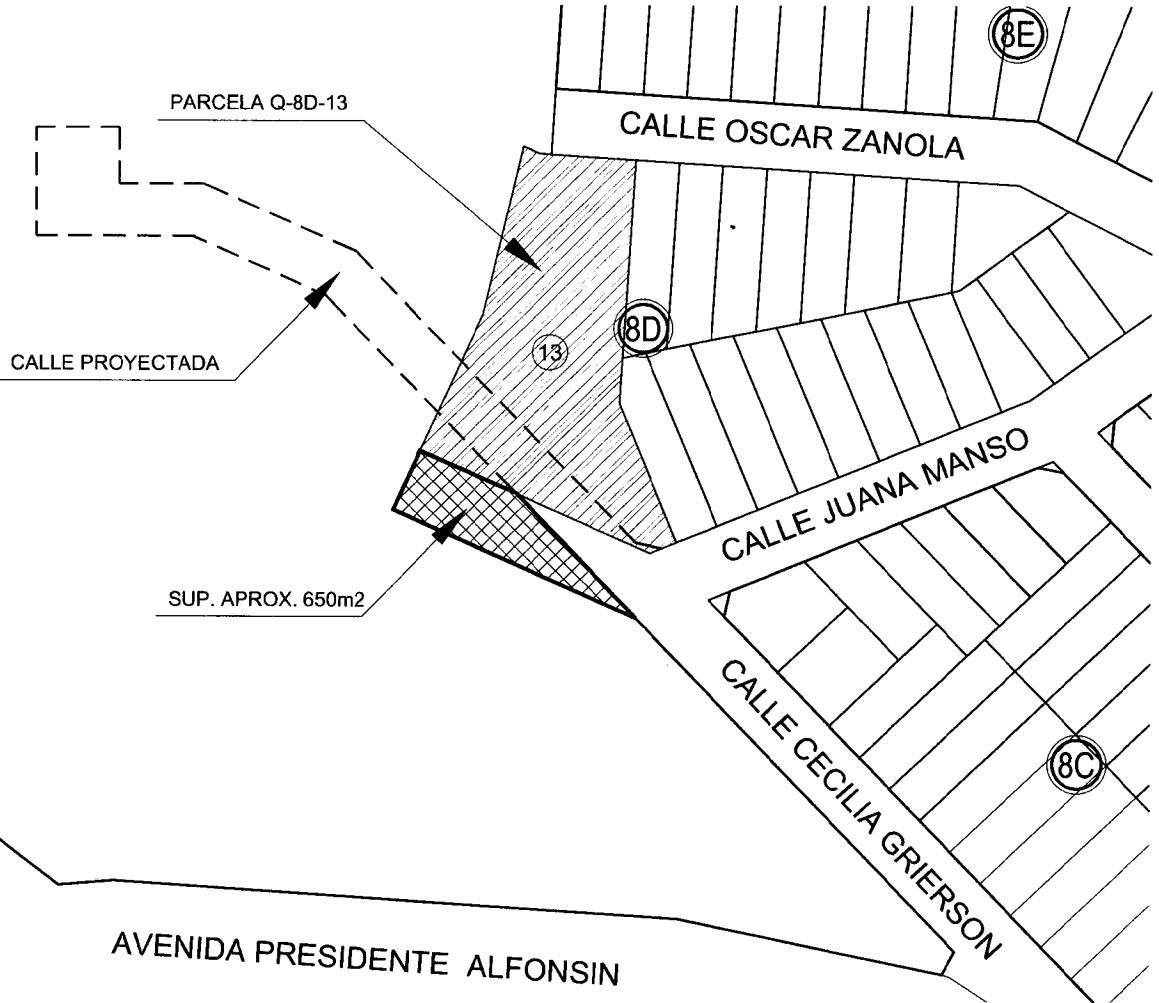 8E
PARCELA Q-8D-13
CALLE OSCAR ZANOLA
8D
13
CALLE PROYECTADA
CALLE JUANA MANSO
SUP. APROX. 650m2
CALLE CECILIA GRIERSON
8C
AVENIDA PRESIDENTE ALFONSIN